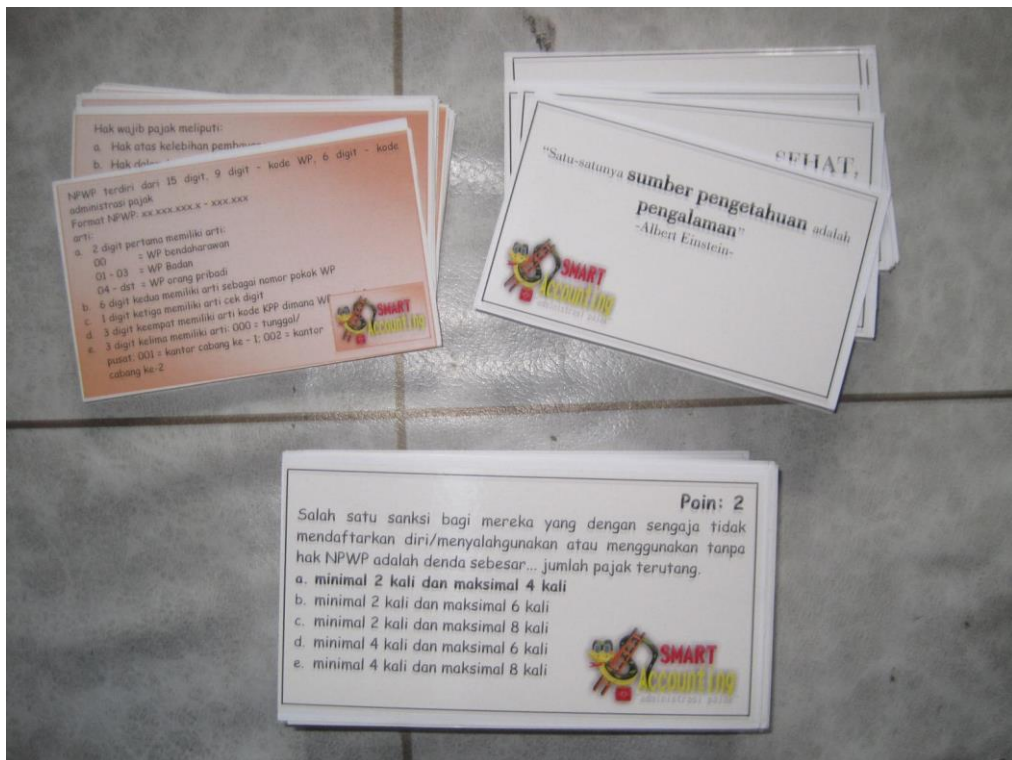 Hak wajib pajak meliputi:
a. Hak atas kelebihan
b. Hak
NPWP terdiri dari 15 digit, 9 digit - kode WP, 6 digit - kode
administrasi pajak
Format NPWP: xx.xxx.xxx.x - xxx.xxx
arti:
a. 2 digit pertama memiliki arti:
00 = WP bendaharawan
01 - 03 = WP Badan
04 - dst = WP orang pribadi
b. 6 digit kedua memiliki arti sebagai nomor pokok WP
c. 1 digit ketiga memiliki arti cek digit
d. 3 digit keempat memiliki arti kode KPP dimana WP
e. 3 digit kelima memiliki arti: 000 = tunggal/
pusat; 001 = kantor cabang ke - 1; 002 = kantor
cabang ke-2
SMART
Accounting
SEHAT,
"Satu-satunya sumber pengetahuan adalah
pengalaman"
-Albert Einstein-
SMART
Accounting
administrasi pajak
Poin: 2
Salah satu sanksi bagi mereka yang dengan sengaja tidak
mendaftarkan diri/menyalahgunakan atau menggunakan tanpa
hak NPWP adalah denda sebesar... jumlah pajak terutang.
a. minimal 2 kali dan maksimal 4 kali
b. minimal 2 kali dan maksimal 6 kali
c. minimal 2 kali dan maksimal 8 kali
d. minimal 4 kali dan maksimal 6 kali
e. minimal 4 kali dan maksimal 8 kali
SMART
Accounting
administrasi pajak